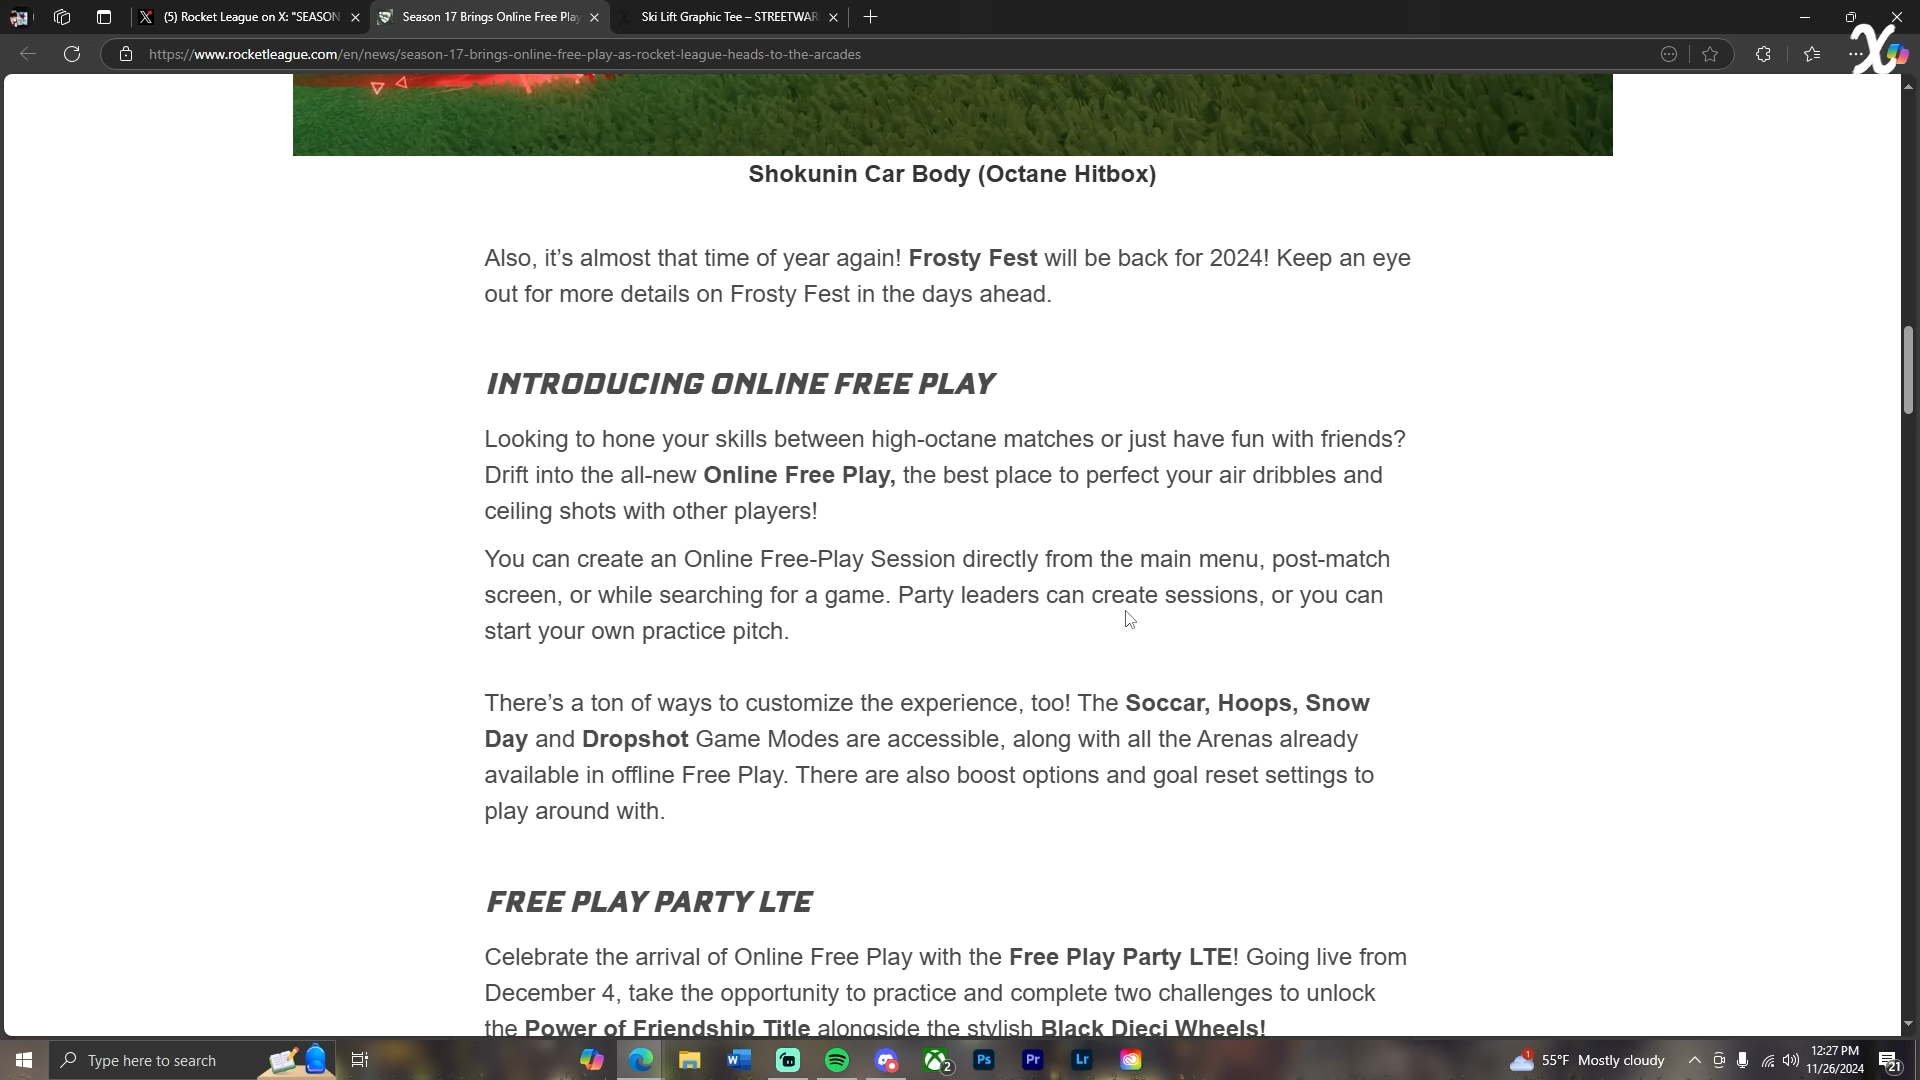 (5) Rocket League on X: "SEASON
Season 17 Brings Online Free Play
Ski Lift Graphic Tee – STREETWAR
https://www.rocketleague.com/en/news/season-17-brings-online-free-play-as-rocket-league-heads-to-the-arcades
Shokunin Car Body (Octane Hitbox)
Also, it's almost that time of year again! Frosty Fest will be back for 2024! Keep an eye
out for more details on Frosty Fest in the days ahead.
INTRODUCING ONLINE FREE PLAY
Looking to hone your skills between high-octane matches or just have fun with friends?
Drift into the all-new Online Free Play, the best place to perfect your air dribbles and
ceiling shots with other players!
You can create an Online Free-Play Session directly from the main menu, post-match
screen, or while searching for a game. Party leaders can create sessions, or you can
start your own practice pitch.
There's a ton of ways to customize the experience, too! The Soccar, Hoops, Snow
Day and Dropshot Game Modes are accessible, along with all the Arenas already
available in offline Free Play. There are also boost options and goal reset settings to
play around with.
FREE PLAY PARTY LTE
Celebrate the arrival of Online Free Play with the Free Play Party LTE! Going live from
December 4, take the opportunity to practice and complete two challenges to unlock
the Power of Friendship Title alongside the stylish Black Dieci Wheels!
Type here to search
W
2
Ps
Pr
Lr
1
55°F Mostly cloudy
12:27 PM
11/26/2024
21